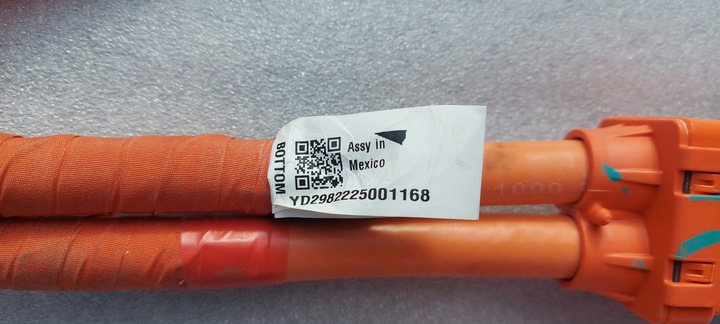 BOTTOM
Assy in
Mexico
YD2982225001168
1000